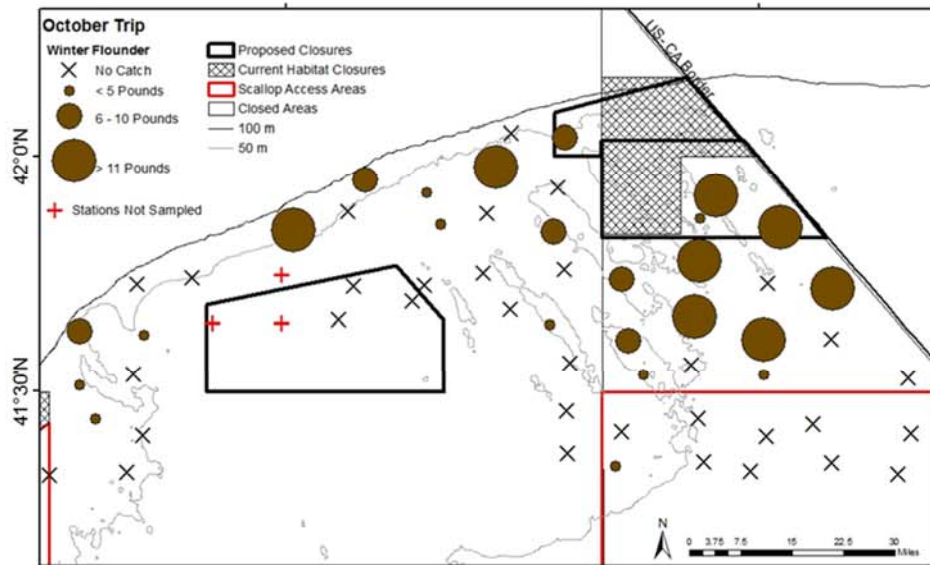 October Trip
Winter Flounder
No Catch
< 5 Pounds
6 - 10 Pounds
> 11 Pounds
Stations Not Sampled
Proposed Closures
Current Habitat Closures
Scallop Access Areas
Closed Areas
100 m
50 m
US- CA Border
42°0'N
41°30'N
N
0 3.75 7.5 15 22.5 30
Miles